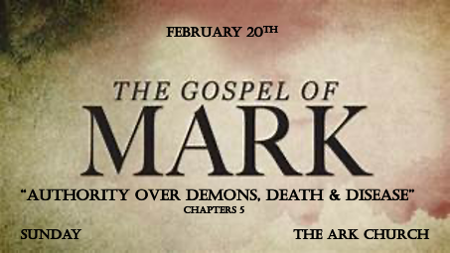 FEBRUARY 20TH
THE GOSPEL OF
MARK
"AUTHORITY OVER DEMONS, DEATH & DISEASE"
CHAPTERS 5
SUNDAY THE ARK CHURCH